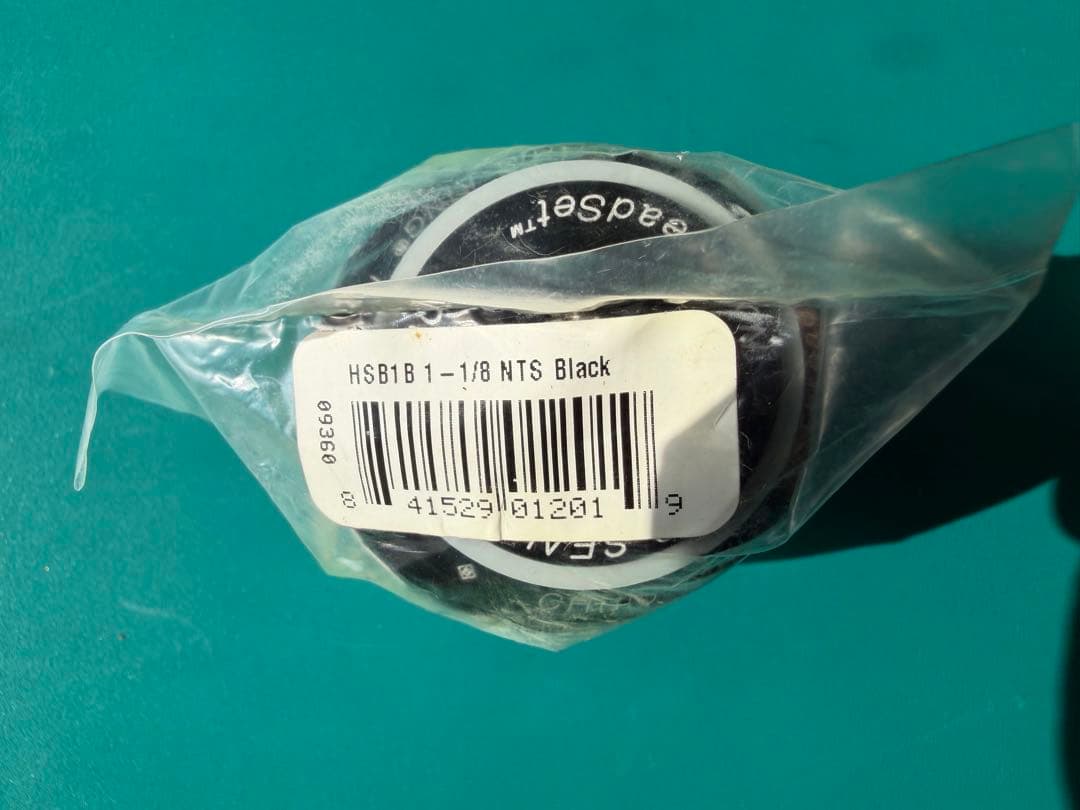 eadSet™
HSB1B 1-1/8 NTS Black
09360
8 41529 01201 9